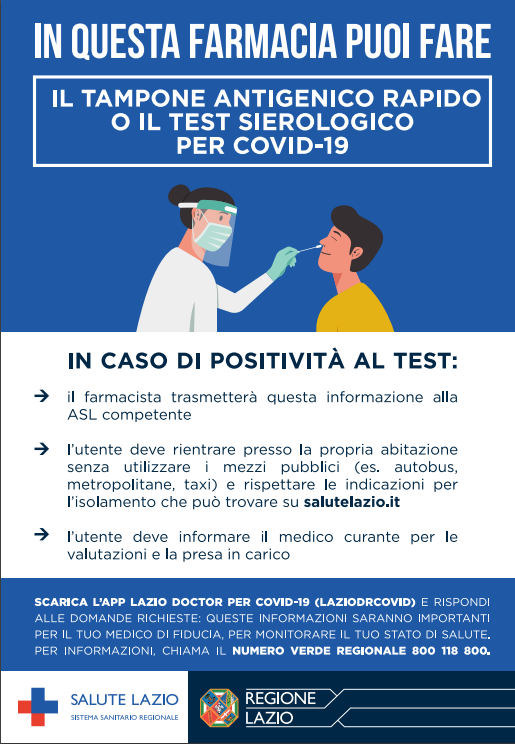 IN QUESTA FARMACIA PUOI FARE
IL TAMPONE ANTIGENICO RAPIDO
O IL TEST SIEROLOGICO
PER COVID-19
IN CASO DI POSITIVITÀ AL TEST:
→ il farmacista trasmetterà questa informazione alla
ASL competente
→ l'utente deve rientrare presso la propria abitazione
senza utilizzare i mezzi pubblici (es. autobus,
metropolitane, taxi) e rispettare le indicazioni per
l'isolamento che può trovare su salutelazio.it
→ l'utente deve informare il medico curante per le
valutazioni e la presa in carico
SCARICA L'APP LAZIO DOCTOR PER COVID-19 (LAZIODRCOVID) E RISPONDI
ALLE DOMANDE RICHIESTE: QUESTE INFORMAZIONI SARANNO IMPORTANTI
PER IL TUO MEDICO DI FIDUCIA, PER MONITORARE IL TUO STATO DI SALUTE.
PER INFORMAZIONI, CHIAMA IL NUMERO VERDE REGIONALE 800 118 800.
SALUTE LAZIO
SISTEMA SANITARIO REGIONALE
REGIONE
LAZIO